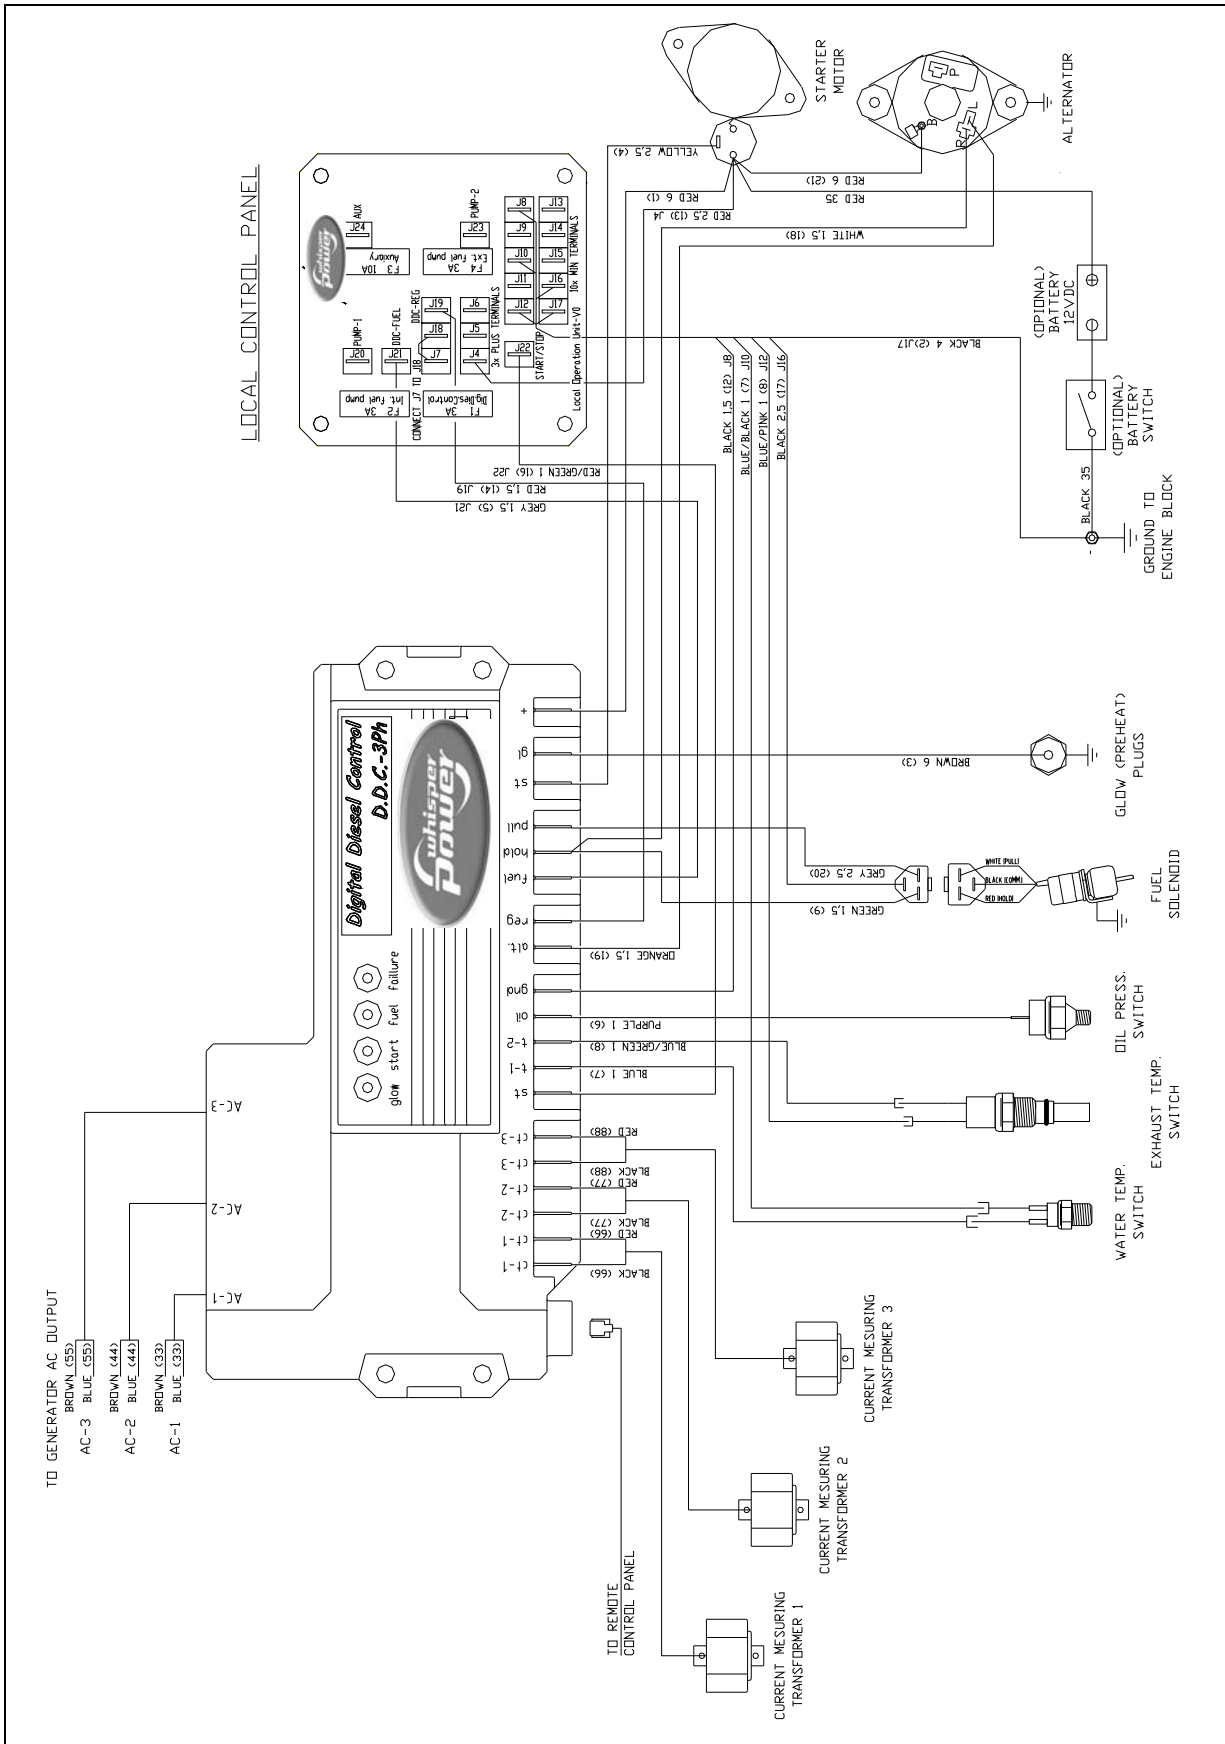 LOCAL CONTROL PANEL
whisper
power
AUX
J24
F3 10A
Auxiary
PUMP-2
J23
F4 3A
Ext. Fuel pump
PUMP-1
J20
DDC-FUEL
J21
F2 3A
Int. Fuel pump
DDC-REG
J19
J18
J7
CONNECT J7 TO J18
F1 3A
Dig.Dies.Control
J6
J5
J4
3x PLUS TERMINALS
J8
J9
J10
J11
J12
J13
J14
J15
J16
J17
10x MIN TERMINALS
J22
START/STOP
Local Operation Unit-V0
STARTER
MOTOR
ALTERNATOR
P
B
R
L
YELLOW 2,5 (4)
RED 6 (1)
RED 2,5 (13) J4
RED 6 (21)
RED 35
WHITE 1,5 (18)
(OPTIONAL)
BATTERY
12VDC
+
-
(OPTIONAL)
BATTERY
SWITCH
BLACK 35
GROUND TO
ENGINE BLOCK
BLACK 4 (2)J17
BLACK 1,5 (12) J8
BLUE/BLACK 1 (7) J10
BLUE/PINK 1 (8) J12
BLACK 2,5 (17) J16
RED/GREEN 1 (16) J22
RED 1,5 (14) J19
GREY 1,5 (5) J21
Digital Diesel Control
D.D.C.-3Ph
whisper
power
glow start fuel faillure
+
gl
st
pull
hold
fuel
reg
alt.
gnd
oil
t-2
t-1
st
ct-3
ct-3
ct-2
ct-2
ct-1
ct-1
AC-3
AC-2
AC-1
BROWN 6 (3)
GLOW (PREHEAT)
PLUGS
GREY 2,5 (20)
GREEN 1,5 (9)
WHITE (PULL)
BLACK (COMM)
RED (HOLD)
FUEL
SOLENOID
ORANGE 1,5 (19)
PURPLE 1 (6)
BLUE/GREEN 1 (8)
BLUE 1 (7)
OIL PRESS.
SWITCH
EXHAUST TEMP.
SWITCH
WATER TEMP.
SWITCH
RED (88)
BLACK (88)
RED (77)
BLACK (77)
RED (66)
BLACK (66)
TO GENERATOR AC OUTPUT
BROWN (55)
AC-3 BLUE (55)
BROWN (44)
AC-2 BLUE (44)
BROWN (33)
AC-1 BLUE (33)
TO REMOTE
CONTROL PANEL
CURRENT MESURING
TRANSFORMER 3
CURRENT MESURING
TRANSFORMER 2
CURRENT MESURING
TRANSFORMER 1